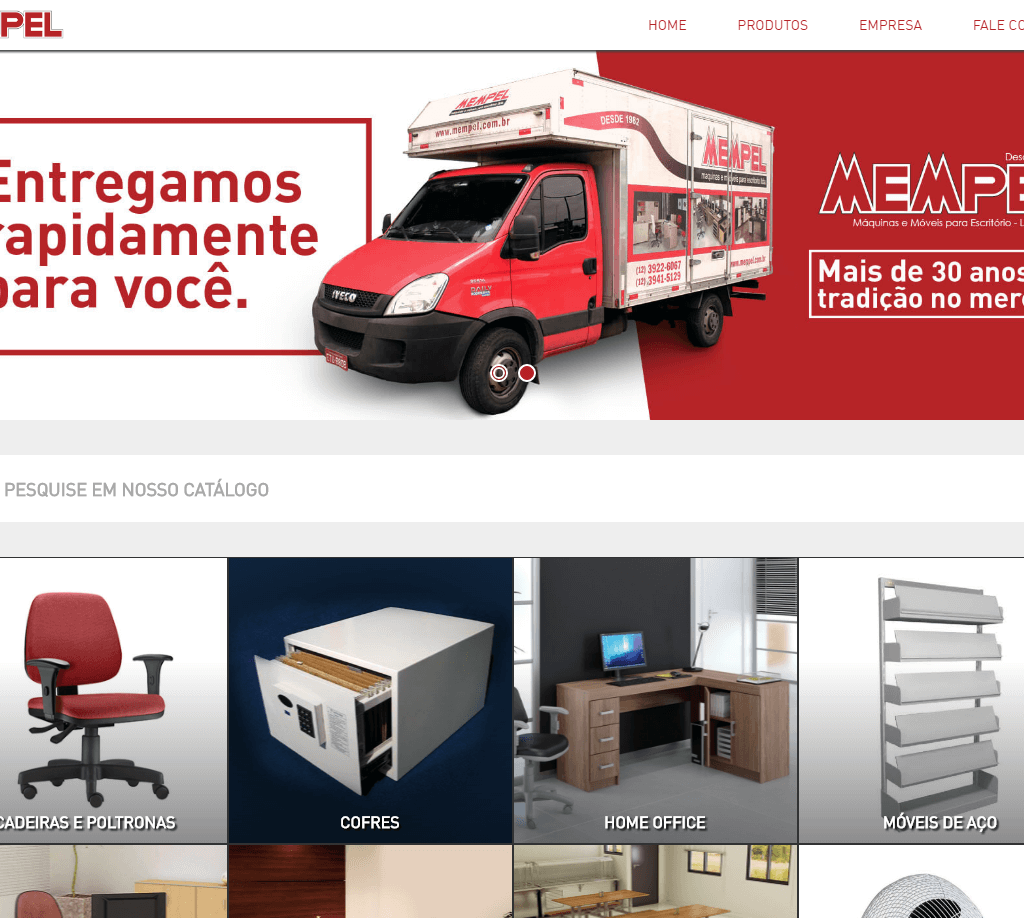 PEL
HOME PRODUTOS EMPRESA FALE CO
Entregamos
rapidamente
para você.
MEMPEL
www.mempel.com.br
DESDE 1982
MEMPEL
maquinas e móveis para escritório ltda.
(12) 3922-6067
(12) 3941-5129
www.mempel.com.br
IVECO
DAILY
Desd
MEMPE
Máquinas e Móveis para Escritório - L
Mais de 30 anos
tradição no merc
PESQUISE EM NOSSO CATÁLOGO
CADEIRAS E POLTRONAS
COFRES
HOME OFFICE
MÓVEIS DE AÇO